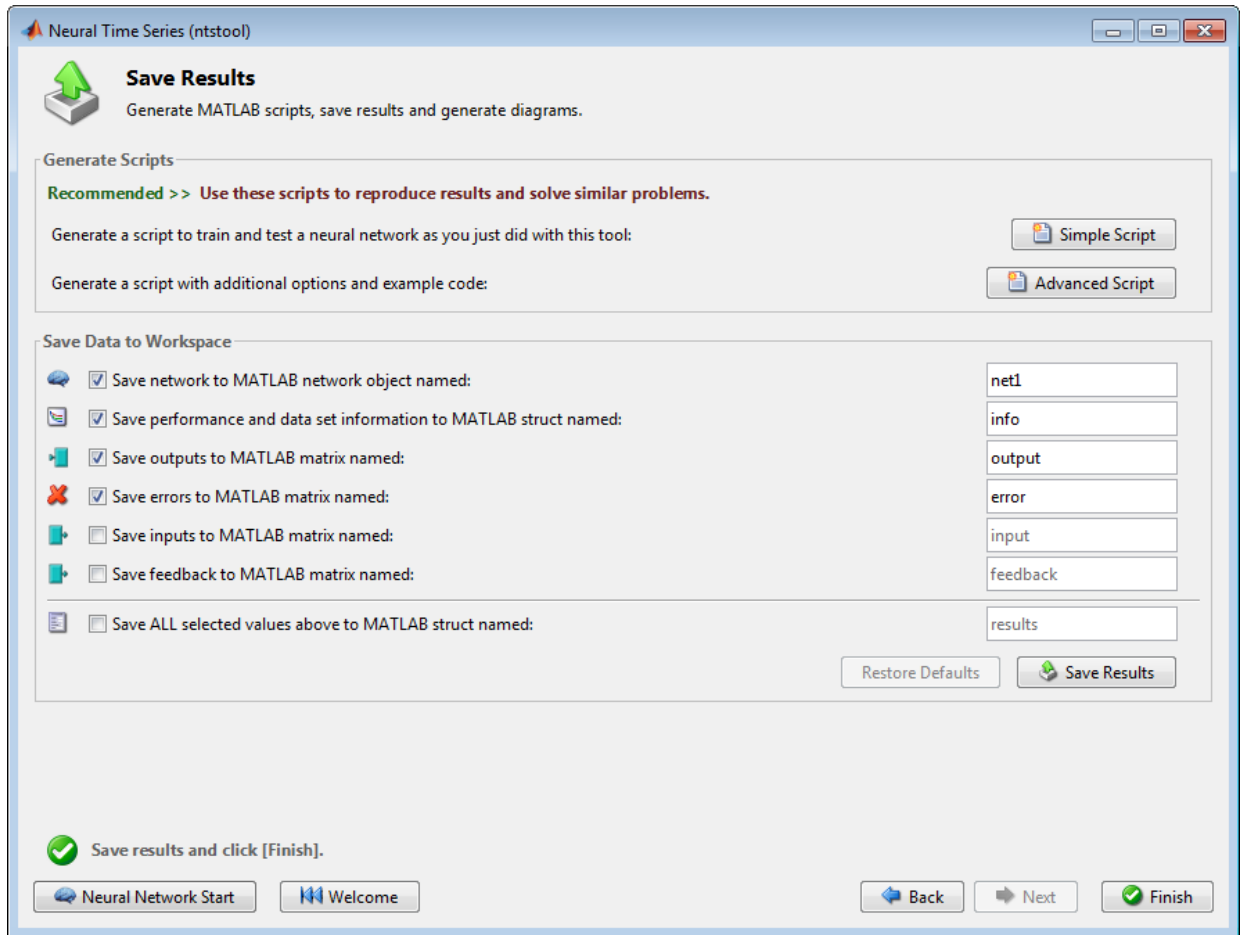 Neural Time Series (ntstool)
Save Results
Generate MATLAB scripts, save results and generate diagrams.
Generate Scripts
Recommended >> Use these scripts to reproduce results and solve similar problems.
Generate a script to train and test a neural network as you just did with this tool:
Simple Script
Generate a script with additional options and example code:
Advanced Script
Save Data to Workspace
Save network to MATLAB network object named:
net1
Save performance and data set information to MATLAB struct named:
info
Save outputs to MATLAB matrix named:
output
Save errors to MATLAB matrix named:
error
Save inputs to MATLAB matrix named:
input
Save feedback to MATLAB matrix named:
feedback
Save ALL selected values above to MATLAB struct named:
results
Restore Defaults
Save Results
Save results and click [Finish].
Neural Network Start
Welcome
Back
Next
Finish